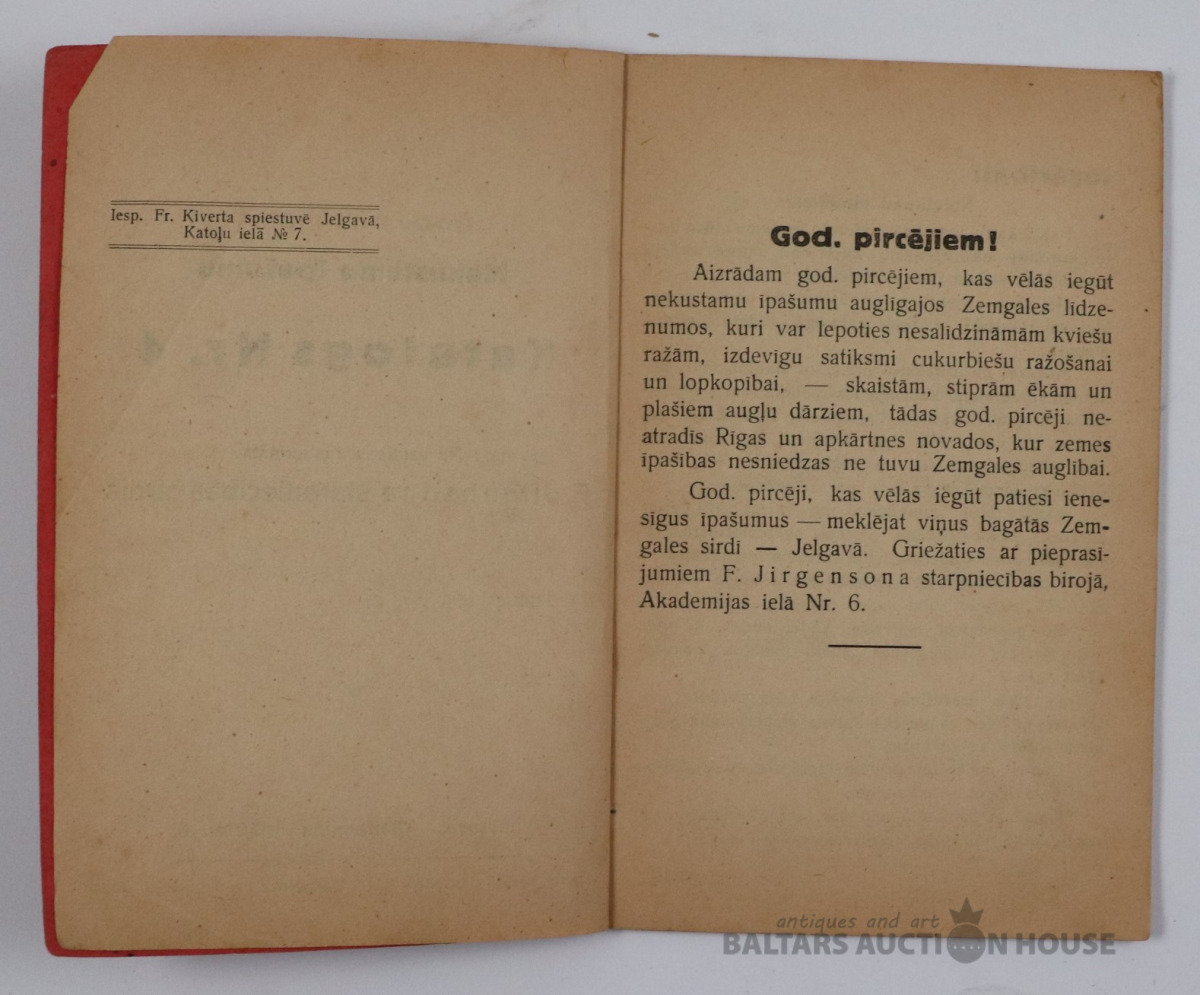 Iesp. Fr. Ķiverta spiestuvē Jelgavā,
Katoļu ielā № 7.
God. pircējiem!
Aizrādam god. pircējiem, kas vēlās iegūt
nekustamu īpašumu auglīgajos Zemgales līdze-
numos, kuri var lepoties nesalīdzināmām kviešu
ražām, izdevīgu satiksmi cukurbiešu ražošanai
un lopkopībai, — skaistām, stiprām ēkām un
plašiem augļu dārziem, tādas god. pircēji ne-
atradīs Rīgas un apkārtnes novados, kur zemes
īpašības nesniedzas ne tuvu Zemgales auglībai.
God. pircēji, kas vēlās iegūt patiesi iene-
sīgus īpašumus — meklējat viņus bagātās Zem-
gales sirdī — Jelgavā. Griežaties ar pieprasī-
jumiem F. Jirgensona starpniecības birojā,
Akademijas ielā Nr. 6.
antiques and art
BALTARS AUCTION HOUSE